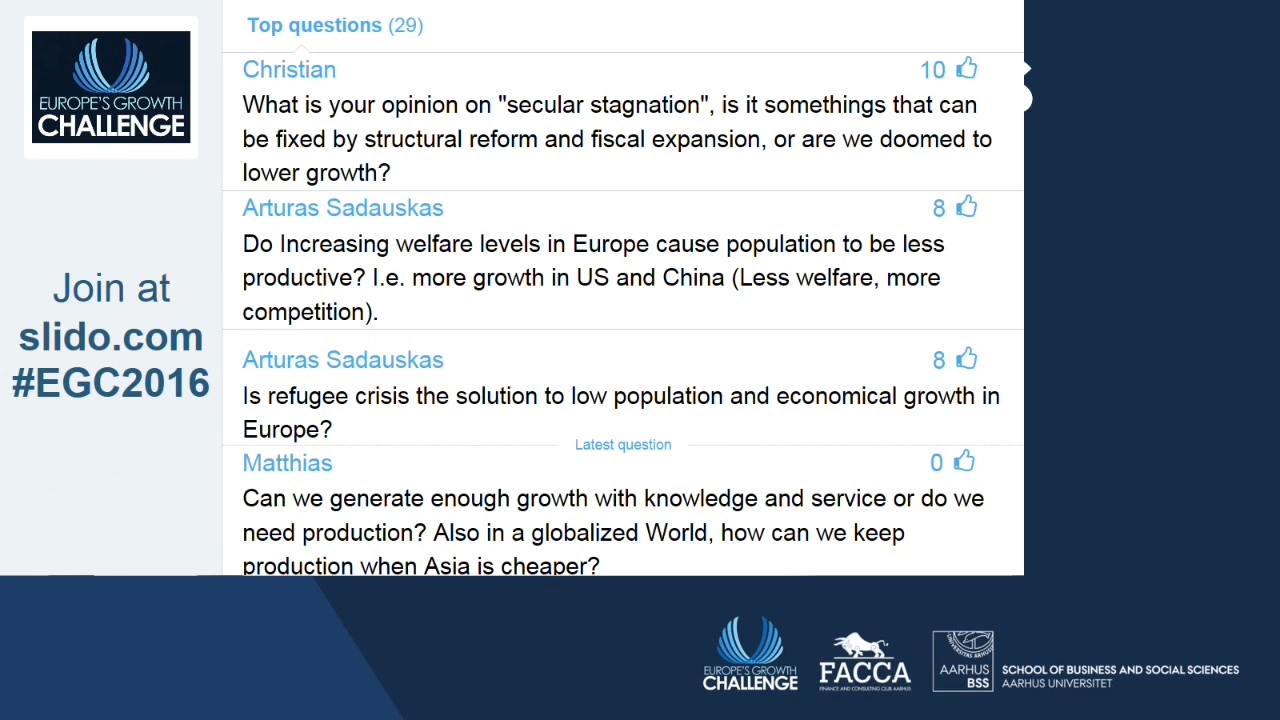 EUROPE'S GROWTH
CHALLENGE
Join at
slido.com
#EGC2016
Top questions (29)
Christian
10
What is your opinion on "secular stagnation", is it somethings that can
be fixed by structural reform and fiscal expansion, or are we doomed to
lower growth?
Arturas Sadauskas
8
Do Increasing welfare levels in Europe cause population to be less
productive? I.e. more growth in US and China (Less welfare, more
competition).
Arturas Sadauskas
8
Is refugee crisis the solution to low population and economical growth in
Europe?
Latest question
Matthias
0
Can we generate enough growth with knowledge and service or do we
need production? Also in a globalized World, how can we keep
production when Asia is cheaper?
EUROPE'S GROWTH
CHALLENGE
FACCA
FINANCE AND CONSULTING CLUB AARHUS
AARHUS
BSS
SCHOOL OF BUSINESS AND SOCIAL SCIENCES
AARHUS UNIVERSITET